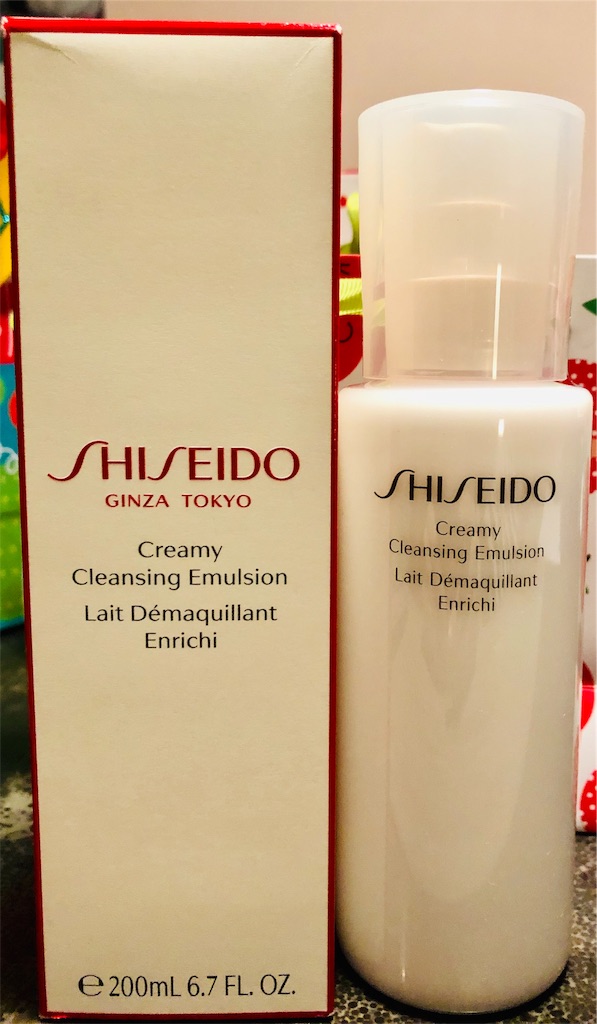 SHISEIDO
GINZA TOKYO
Creamy
Cleansing Emulsion
Lait Démaquillant
Enrichi
℮200mL 6.7 FL. OZ.
SHISEIDO
Creamy
Cleansing Emulsion
Lait Démaquillant
Enrichi